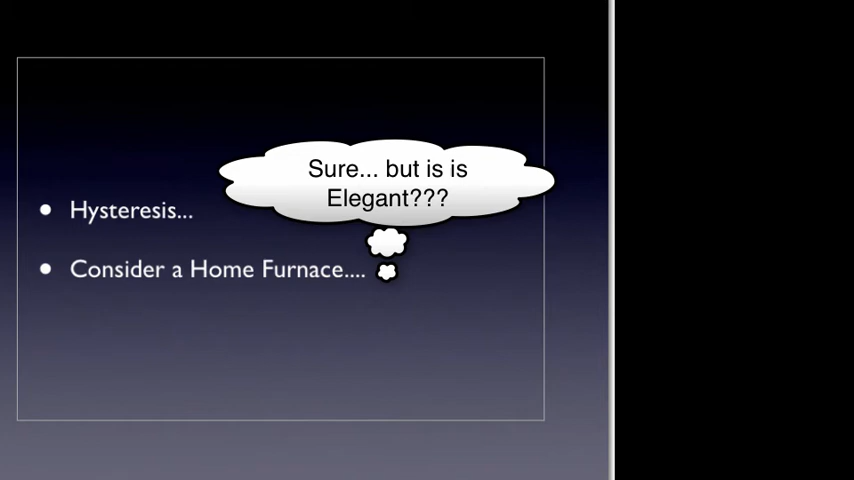 Sure... but is is
Elegant???
Hysteresis...
Consider a Home Furnace....